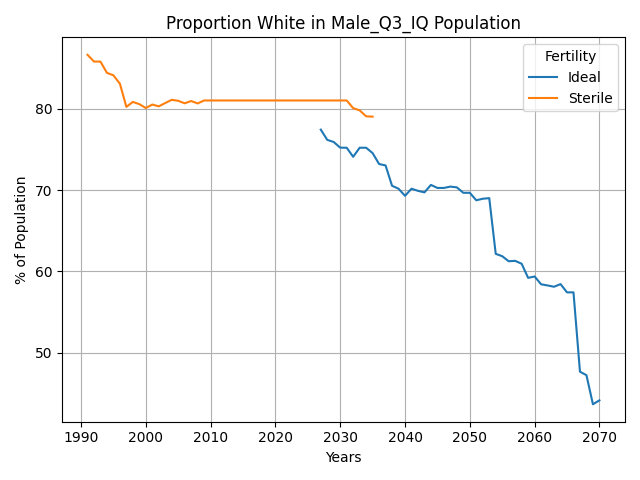 Proportion White in Male_Q3_IQ Population
Fertility
Ideal
Sterile
% of Population
80
70
60
50
1990 2000 2010 2020 2030 2040 2050 2060 2070
Years